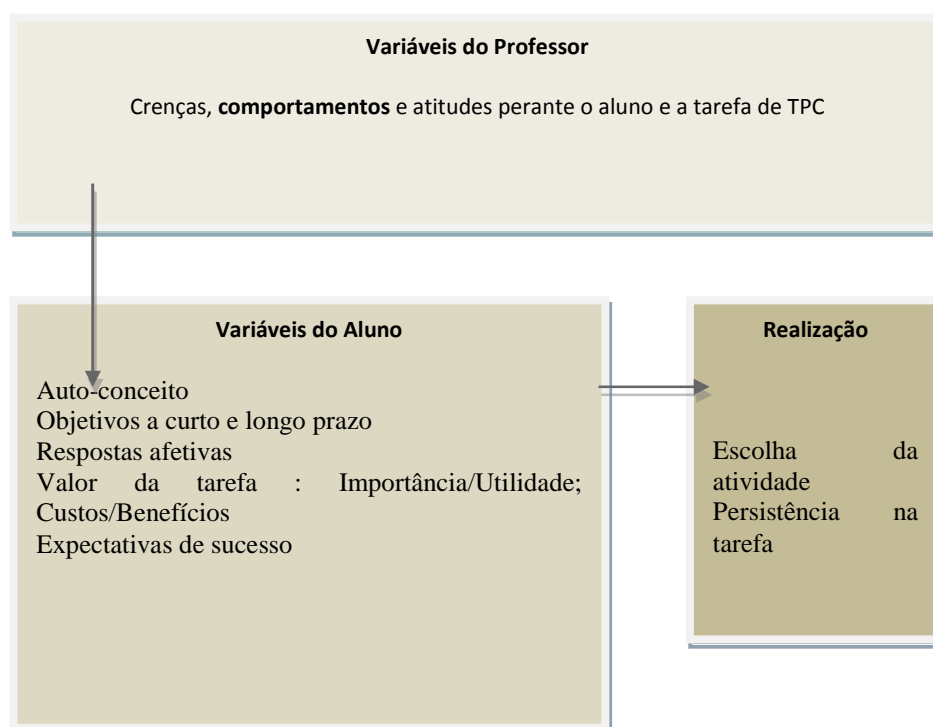 Variáveis do Professor
Crenças, comportamentos e atitudes perante o aluno e a tarefa de TPC
Variáveis do Aluno
Auto-conceito
Objetivos a curto e longo prazo
Respostas afetivas
Valor da tarefa : Importância/Utilidade;
Custos/Benefícios
Expectativas de sucesso
Realização
Escolha da
atividade
Persistência na
tarefa